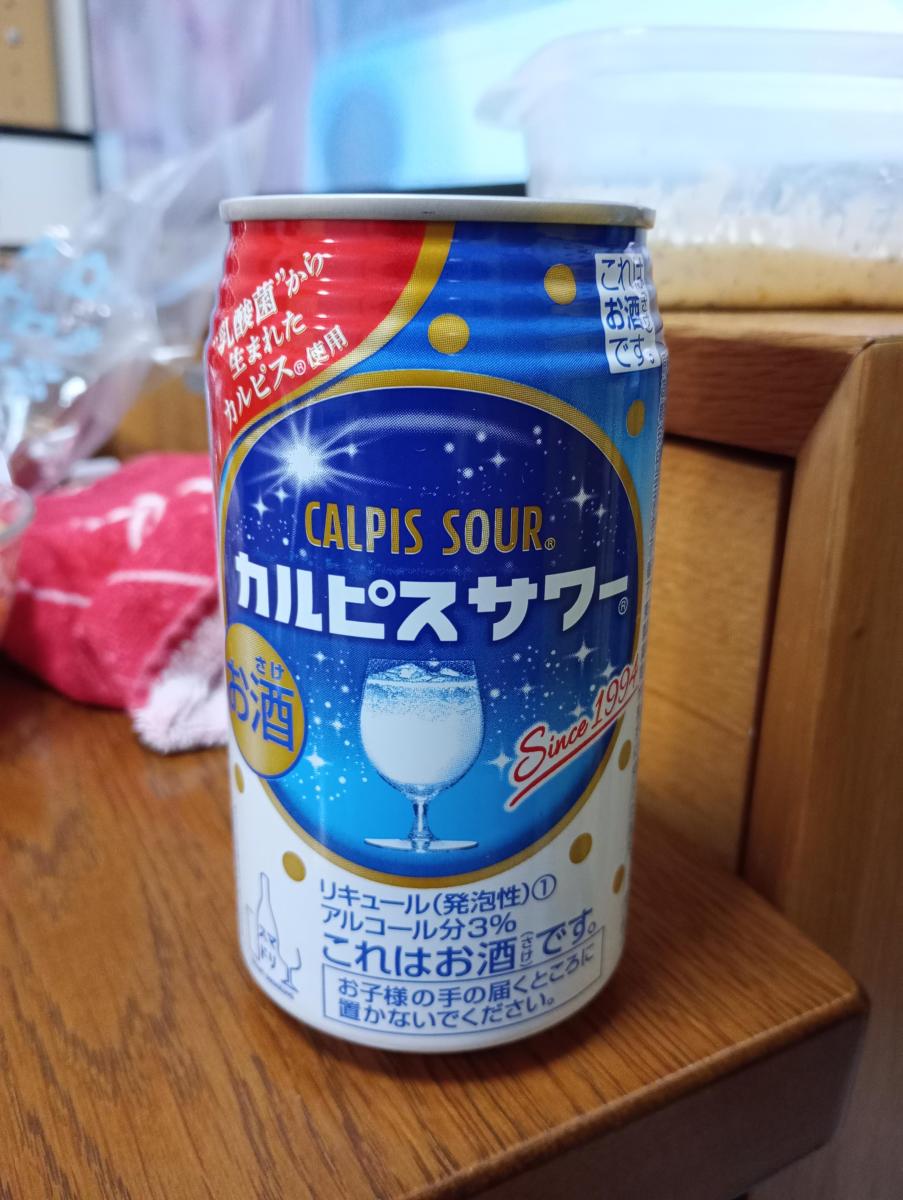 "乳酸菌"から
生まれた
カルピス®使用
これは
お酒
です。
CALPIS SOUR®
カルピスサワー®
さけ
お酒
Since 1994
リキュール(発泡性)①
アルコール分3%
これはお酒(さけ)です。
お子様の手の届くところに
置かないでください。
スマ
ドリ